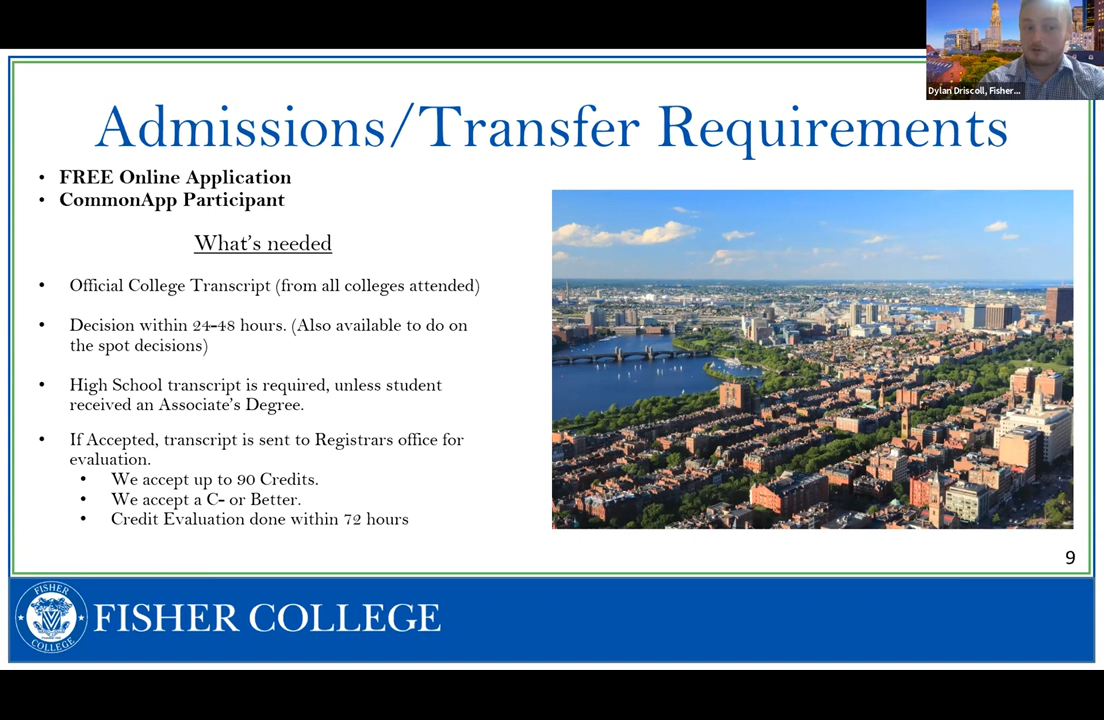 Dylan Driscoll, Fisher...
Admissions/Transfer Requirements
• FREE Online Application
• CommonApp Participant
What's needed
• Official College Transcript (from all colleges attended)
• Decision within 24-48 hours. (Also available to do on
the spot decisions)
• High School transcript is required, unless student
received an Associate's Degree.
• If Accepted, transcript is sent to Registrars office for
evaluation.
• We accept up to 90 Credits.
• We accept a C- or Better.
• Credit Evaluation done within 72 hours
9
FISHER
COLLEGE
FISHER COLLEGE